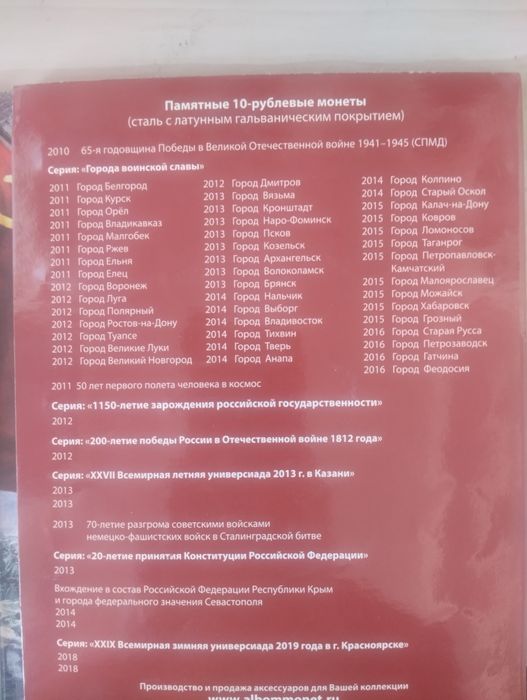 Памятные 10-рублевые монеты
(сталь с латунным гальваническим покрытием)
2010 65-я годовщина Победы в Великой Отечественной войне 1941–1945 (СПМД)
Серия: «Города воинской славы»
2011 Город Белгород
2011 Город Курск
2011 Город Орёл
2011 Город Владикавказ
2011 Город Малгобек
2011 Город Ржев
2011 Город Ельня
2011 Город Елец
2012 Город Воронеж
2012 Город Луга
2012 Город Полярный
2012 Город Ростов-на-Дону
2012 Город Туапсе
2012 Город Великие Луки
2012 Город Великий Новгород
2012 Город Дмитров
2013 Город Вязьма
2013 Город Кронштадт
2013 Город Наро-Фоминск
2013 Город Псков
2013 Город Козельск
2013 Город Архангельск
2013 Город Волоколамск
2013 Город Брянск
2014 Город Нальчик
2014 Город Выборг
2014 Город Владивосток
2014 Город Тихвин
2014 Город Тверь
2014 Город Анапа
2014 Город Колпино
2014 Город Старый Оскол
2015 Город Калач-на-Дону
2015 Город Ковров
2015 Город Ломоносов
2015 Город Таганрог
2015 Город Петропавловск-
Камчатский
2015 Город Малоярославец
2015 Город Можайск
2015 Город Хабаровск
2015 Город Грозный
2016 Город Старая Русса
2016 Город Петрозаводск
2016 Город Гатчина
2016 Город Феодосия
2011 50 лет первого полета человека в космос
Серия: «1150-летие зарождения российской государственности»
2012
Серия: «200-летие победы России в Отечественной войне 1812 года»
2012
Серия: «XXVII Всемирная летняя универсиада 2013 г. в Казани»
2013
2013
2013 70-летие разгрома советскими войсками
немецко-фашистских войск в Сталинградской битве
Серия: «20-летие принятия Конституции Российской Федерации»
2013
Вхождение в состав Российской Федерации Республики Крым
и города федерального значения Севастополя
2014
2014
Серия: «XXIX Всемирная зимняя универсиада 2019 года в г. Красноярске»
2018
2018
Производство и продажа аксессуаров для Вашей коллекции
www.albommonet.ru